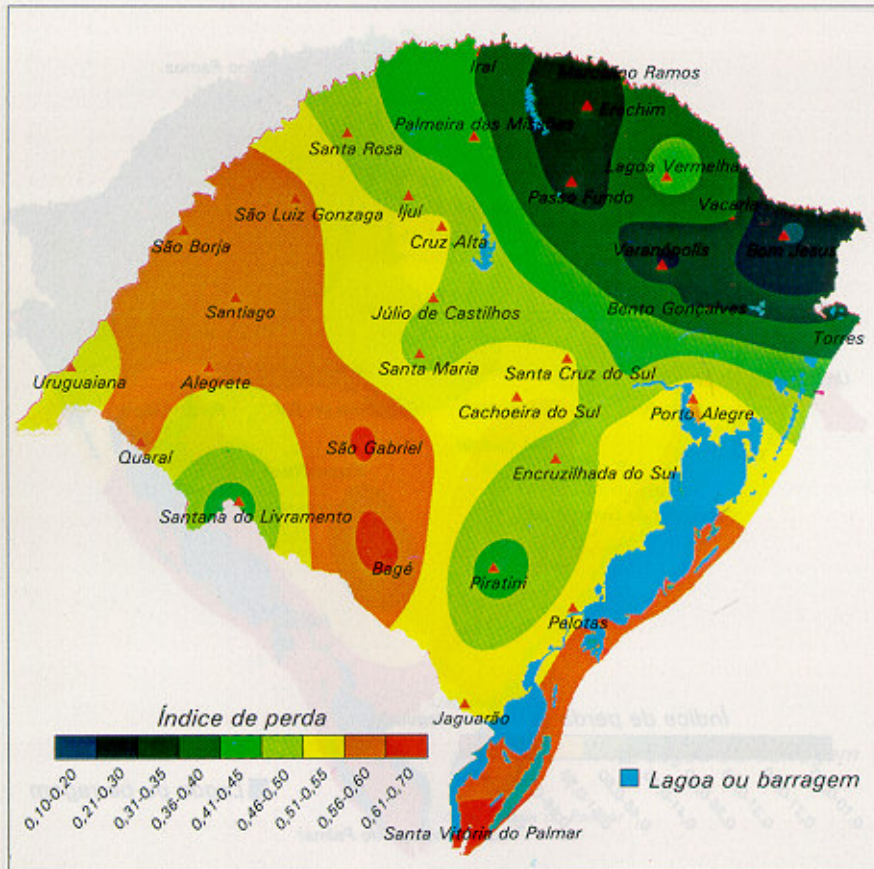 Iraí
Marcelino Ramos
Erechim
Palmeira das Missões
Santa Rosa
Lagoa Vermelha
Passo Fundo
Vacaria
São Luiz Gonzaga
Ijuí
Cruz Alta
São Borja
Varanópolis
Bom Jesus
Santiago
Júlio de Castilhos
Bento Gonçalves
Torres
Uruguaiana
Alegrete
Santa Maria
Santa Cruz do Sul
Cachoeira do Sul
Porto Alegre
Quaraí
São Gabriel
Encruzilhada do Sul
Santana do Livramento
Bagé
Piratini
Palotas
Jaguarão
Índice de perda
0,10-0,20
0,21-0,30
0,31-0,35
0,36-0,40
0,41-0,45
0,46-0,50
0,51-0,55
0,56-0,60
0,61-0,70
Lagoa ou barragem
Santa Vitória do Palmar